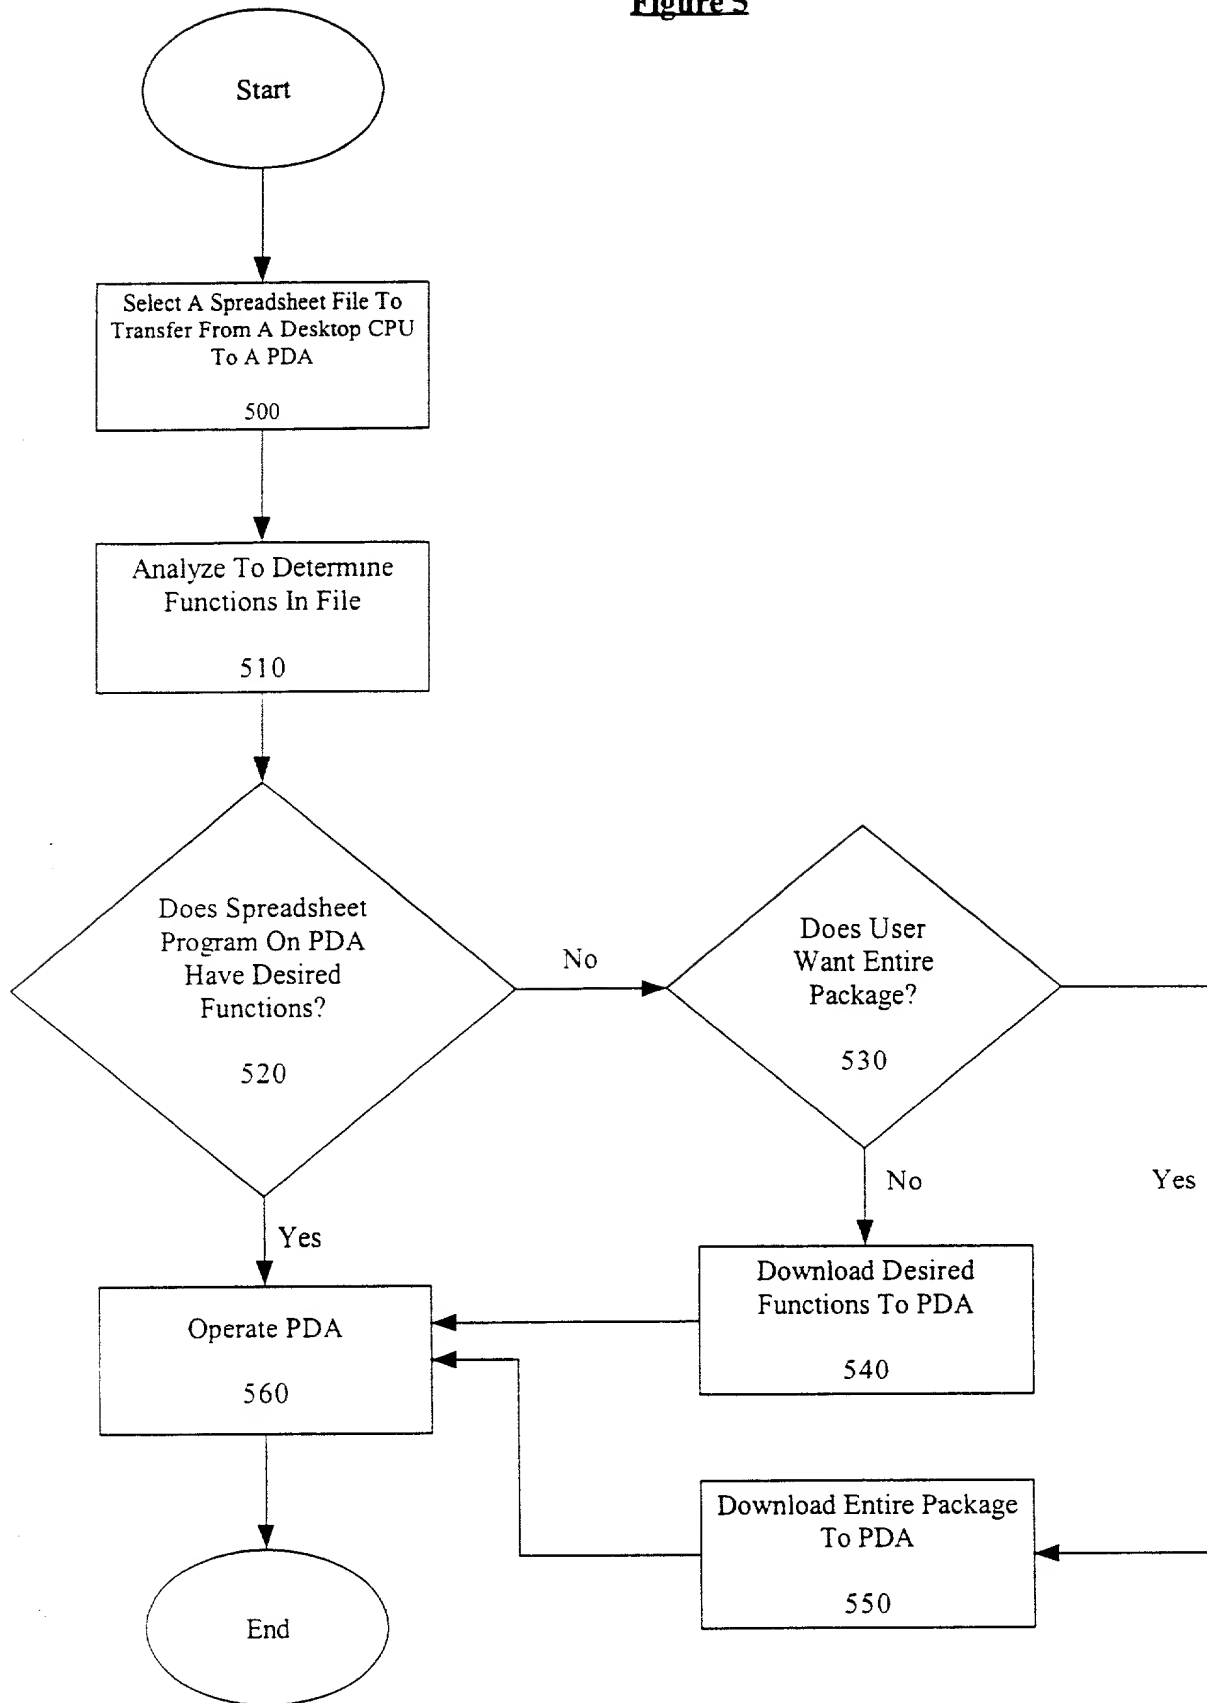 Figure 5
Start
Select A Spreadsheet File To
Transfer From A Desktop CPU
To A PDA
500
Analyze To Determine
Functions In File
510
Does Spreadsheet
Program On PDA
Have Desired
Functions?
520
No
Does User
Want Entire
Package?
530
No
Yes
Yes
Download Desired
Functions To PDA
540
Operate PDA
560
Download Entire Package
To PDA
550
End